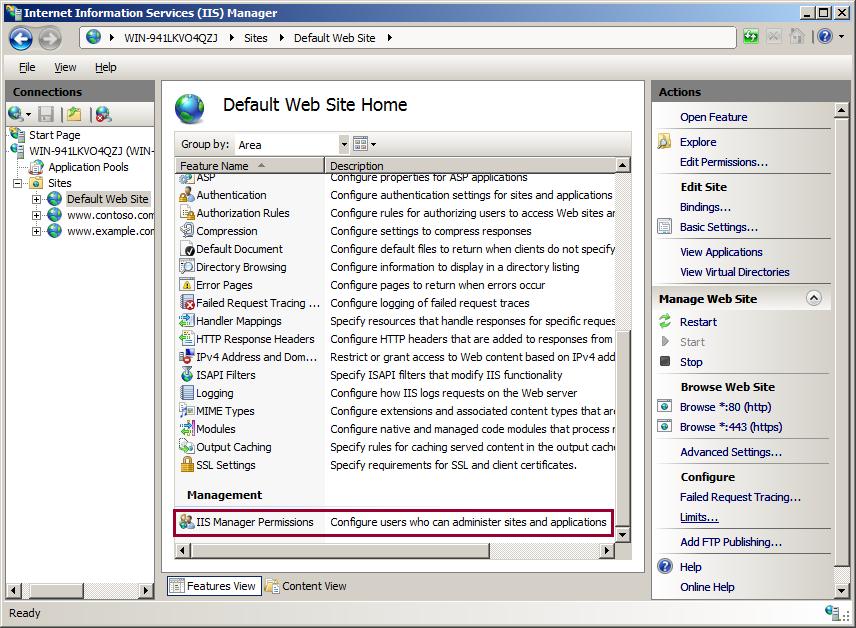 Internet Information Services (IIS) Manager
WIN-941LKVO4QZJ
Sites
Default Web Site
File
View
Help
Connections
Start Page
WIN-941LKVO4QZJ (WIN-
Application Pools
Sites
Default Web Site
www.contoso.com
www.example.cor
Default Web Site Home
Group by:
Area
Feature Name
Description
ASP
Configure properties for ASP applications
Authentication
Configure authentication settings for sites and applications
Authorization Rules
Configure rules for authorizing users to access Web sites ar
Compression
Configure settings to compress responses
Default Document
Configure default files to return when clients do not specify
Directory Browsing
Configure information to display in a directory listing
Error Pages
Configure pages to return when errors occur
Failed Request Tracing ...
Configure logging of failed request traces
Handler Mappings
Specify resources that handle responses for specific reques
HTTP Response Headers
Configure HTTP headers that are added to responses from
IPv4 Address and Dom...
Restrict or grant access to Web content based on IPv4 add
ISAPI Filters
Specify ISAPI filters that modify IIS functionality
Logging
Configure how IIS logs requests on the Web server
MIME Types
Configure extensions and associated content types that are
Modules
Configure native and managed code modules that process r
Output Caching
Specify rules for caching served content in the output cache
SSL Settings
Specify requirements for SSL and client certificates.
Management
IIS Manager Permissions
Configure users who can administer sites and applications
Features View
Content View
Actions
Open Feature
Explore
Edit Permissions...
Edit Site
Bindings...
Basic Settings...
View Applications
View Virtual Directories
Manage Web Site
Restart
Start
Stop
Browse Web Site
Browse *:80 (http)
Browse *:443 (https)
Advanced Settings...
Configure
Failed Request Tracing...
Limits...
Add FTP Publishing...
Help
Online Help
Ready